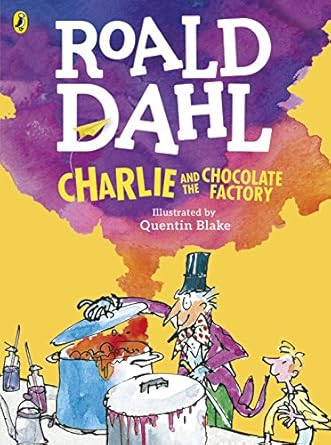 ROALD
DAHL
CHARLIE AND THE CHOCOLATE FACTORY
Illustrated by
Quentin Blake